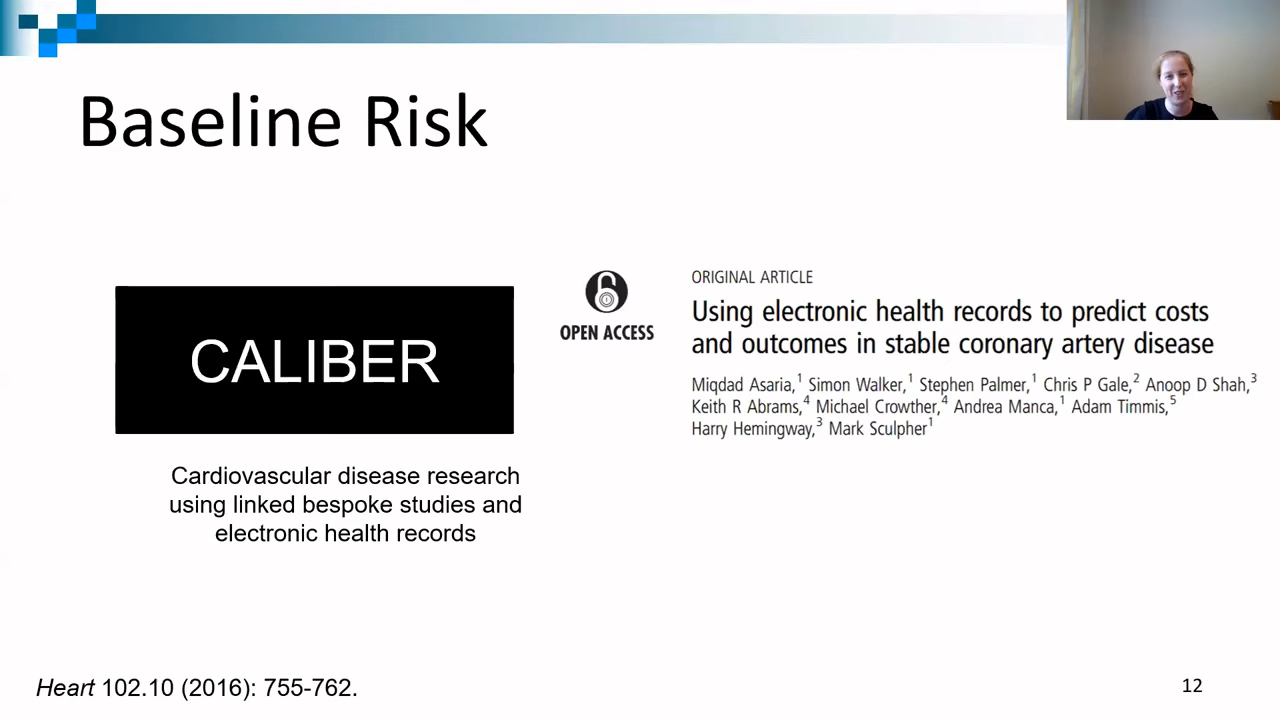 Baseline Risk
CALIBER
Cardiovascular disease research
using linked bespoke studies and
electronic health records
OPEN ACCESS
ORIGINAL ARTICLE
Using electronic health records to predict costs
and outcomes in stable coronary artery disease
Miqdad Asaria,¹ Simon Walker,¹ Stephen Palmer,¹ Chris P Gale,² Anoop D Shah,³
Keith R Abrams,⁴ Michael Crowther,⁴ Andrea Manca,¹ Adam Timmis,⁵
Harry Hemingway,³ Mark Sculpher¹
Heart 102.10 (2016): 755-762.
12